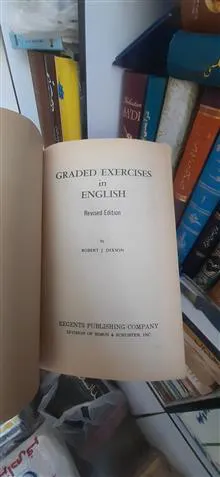 GRADED EXERCISES
in
ENGLISH
Revised Edition
by
ROBERT J. DIXSON
REGENTS PUBLISHING COMPANY
DIVISION OF SIMON & SCHUSTER, INC.